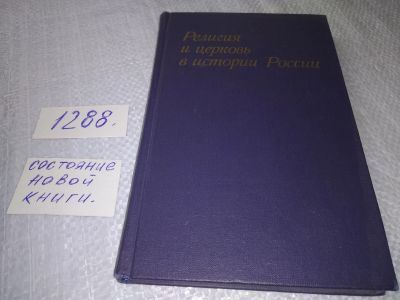 Религия
и церковь
в истории России
1288.
состояние
новой
книги.